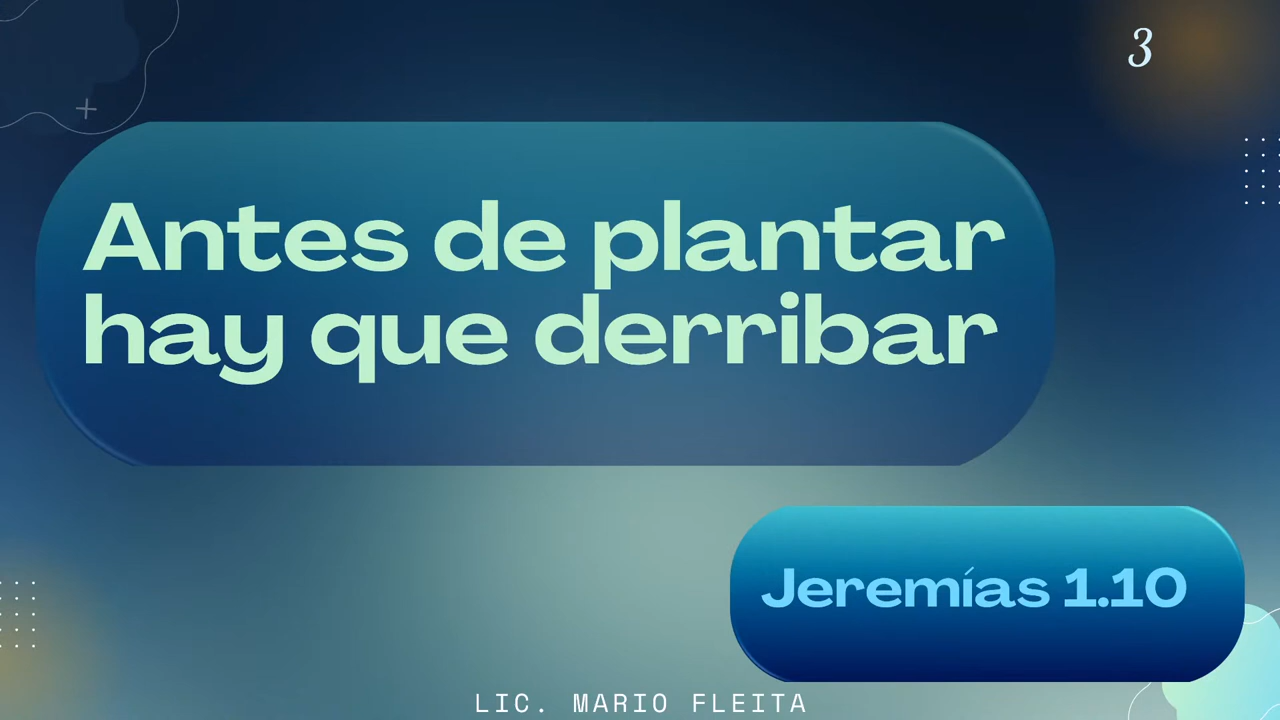 3
Antes de plantar
hay que derribar
Jeremías 1.10
LIC. MARIO FLEITA